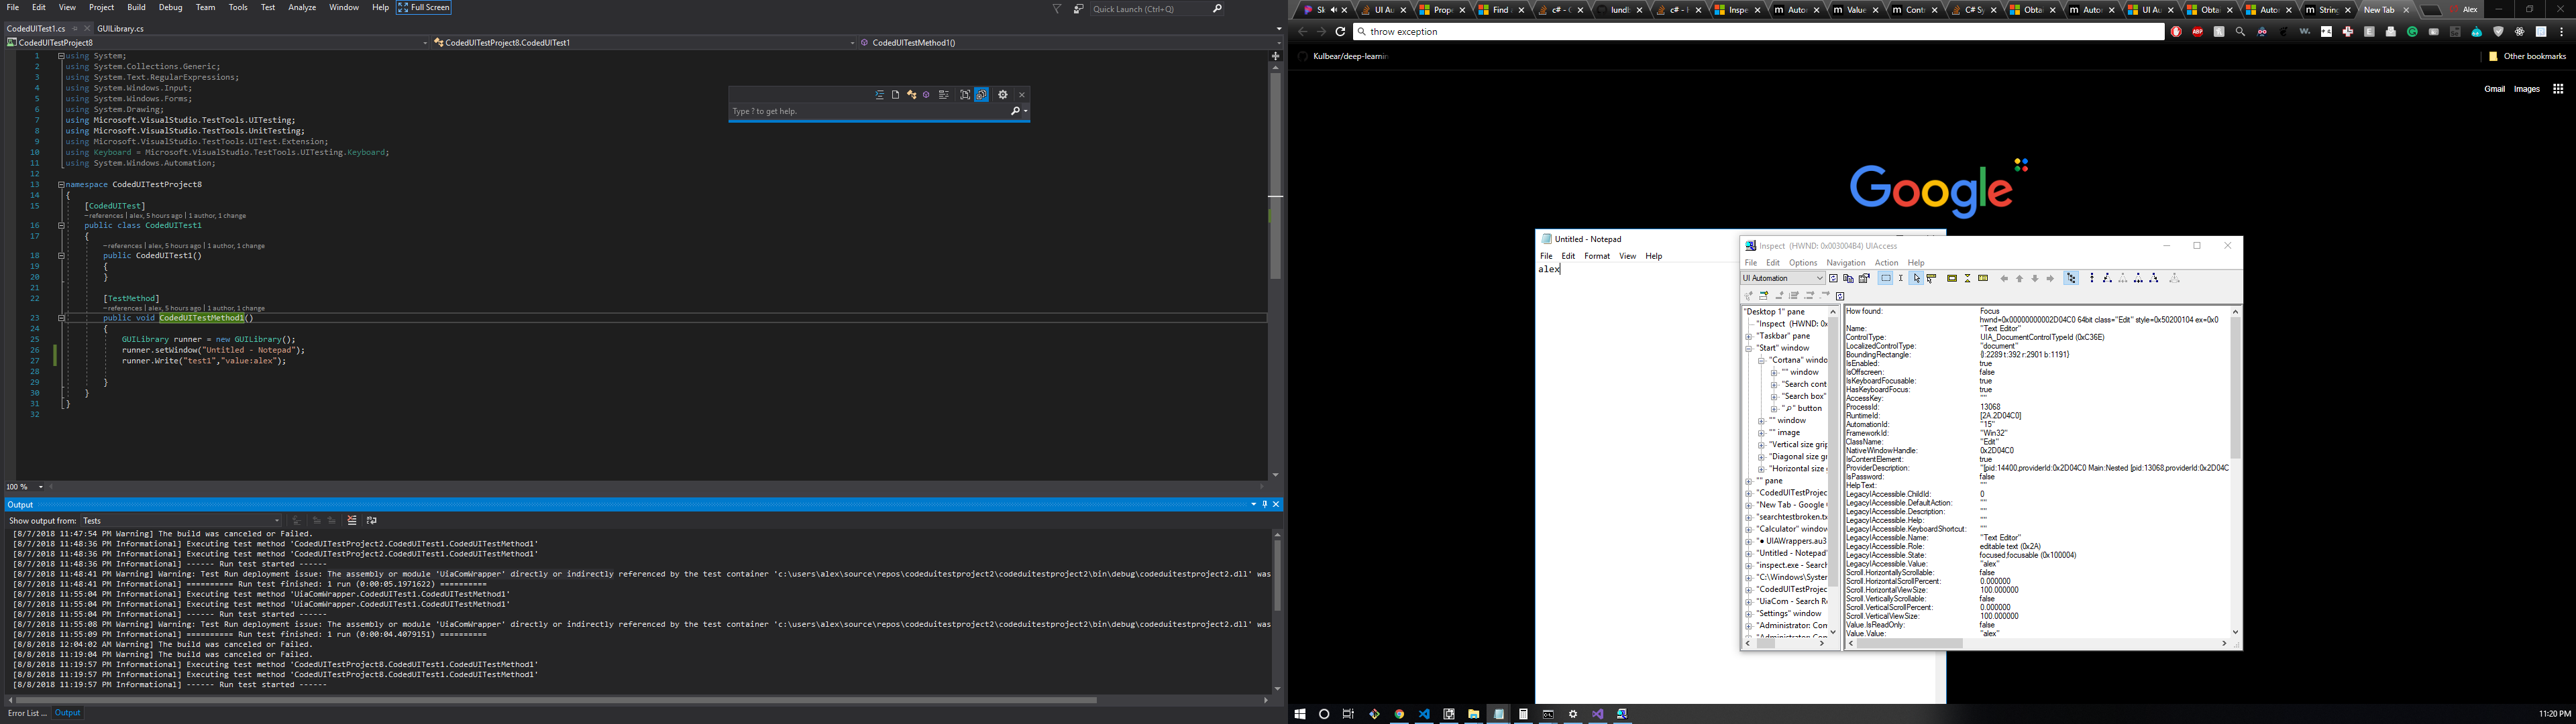 File Edit View Project Build Debug Team Tools Test Analyze Window Help Full Screen
Quick Launch (Ctrl+Q)
CodedUITest1.cs GUILibrary.cs
CodedUITestProject8 CodedUITestProject8.CodedUITest1 CodedUITestMethod1()
1 using System;
2 using System.Collections.Generic;
3 using System.Text.RegularExpressions;
4 using System.Windows.Input;
5 using System.Windows.Forms;
6 using System.Drawing;
7 using Microsoft.VisualStudio.TestTools.UITesting;
8 using Microsoft.VisualStudio.TestTools.UnitTesting;
9 using Microsoft.VisualStudio.TestTools.UITest.Extension;
10 using Keyboard = Microsoft.VisualStudio.TestTools.UITesting.Keyboard;
11 using System.Windows.Automation;
12
13 namespace CodedUITestProject8
14 {
15 [CodedUITest]
–references | alex, 5 hours ago | 1 author, 1 change
16 public class CodedUITest1
17 {
–references | alex, 5 hours ago | 1 author, 1 change
18 public CodedUITest1()
19 {
20 }
21
22 [TestMethod]
–references | alex, 5 hours ago | 1 author, 1 change
23 public void CodedUITestMethod1()
24 {
25 GUILibrary runner = new GUILibrary();
26 runner.setWindow("Untitled - Notepad");
27 runner.Write("test1","value:alex");
28
29 }
30 }
31 }
32
Type ? to get help.
100 %
Output
Show output from: Tests
[8/7/2018 11:47:54 PM Warning] The build was canceled or Failed.
[8/7/2018 11:48:36 PM Informational] Executing test method 'CodedUITestProject2.CodedUITest1.CodedUITestMethod1'
[8/7/2018 11:48:36 PM Informational] Executing test method 'CodedUITestProject2.CodedUITest1.CodedUITestMethod1'
[8/7/2018 11:48:36 PM Informational] ------ Run test started ------
[8/7/2018 11:48:41 PM Warning] Warning: Test Run deployment issue: The assembly or module 'UiaComWrapper' directly or indirectly referenced by the test container 'c:\users\alex\source\repos\codeduitestproject2\codeduitestproject2\bin\debug\codeduitestproject2.dll' was
[8/7/2018 11:48:41 PM Informational] ========== Run test finished: 1 run (0:00:05.1971622) ==========
[8/7/2018 11:55:04 PM Informational] Executing test method 'UiaComWrapper.CodedUITest1.CodedUITestMethod1'
[8/7/2018 11:55:04 PM Informational] Executing test method 'UiaComWrapper.CodedUITest1.CodedUITestMethod1'
[8/7/2018 11:55:04 PM Informational] ------ Run test started ------
[8/7/2018 11:55:08 PM Warning] Warning: Test Run deployment issue: The assembly or module 'UiaComWrapper' directly or indirectly referenced by the test container 'c:\users\alex\source\repos\codeduitestproject2\codeduitestproject2\bin\debug\codeduitestproject2.dll' was
[8/7/2018 11:55:09 PM Informational] ========== Run test finished: 1 run (0:00:04.4079151) ==========
[8/8/2018 12:04:02 AM Warning] The build was canceled or Failed.
[8/8/2018 11:19:04 PM Warning] The build was canceled or Failed.
[8/8/2018 11:19:57 PM Informational] Executing test method 'CodedUITestProject8.CodedUITest1.CodedUITestMethod1'
[8/8/2018 11:19:57 PM Informational] Executing test method 'CodedUITestProject8.CodedUITest1.CodedUITestMethod1'
[8/8/2018 11:19:57 PM Informational] ------ Run test started ------
Error List ... Output
Sk UI Au Prope Find c# - lundl c# - Inspe Autor Value Contr C# Sy Obta Autor UI Au Obta Autor String New Tab Alex
throw exception
Kulbear/deep-learnin Other bookmarks
Gmail Images
Google
Untitled - Notepad
File Edit Format View Help
alex
Inspect (HWND: 0x003004B4) UIAccess
File Edit Options Navigation Action Help
UI Automation
"Desktop 1" pane
"Inspect (HWND: 0x
"Taskbar" pane
"Start" window
"Cortana" windo
"" window
"Search cont
"Search box"
button
"" window
"" image
"Vertical size grip
"Diagonal size gr
"Horizontal size
"" pane
"CodedUITestProjec
"New Tab - Google
"searchtestbroken.tx
"Calculator" window
"● UIAWrappers.au3
"Untitled - Notepad"
"inspect.exe - Search
"C:\Windows\System
"CodedUITestProjec
"UiaCom - Search Re
"Settings" window
"Administrator: Com
How found: Focus
hwnd=0x00000000002D04C0 64bit class="Edit" style=0x50200104 ex=0x0
Name: "Text Editor"
ControlType: UIA_DocumentControlTypeId (0xC36E)
LocalizedControlType: "document"
BoundingRectangle: {l:2289 t:392 r:2901 b:1191}
IsEnabled: true
IsOffscreen: false
IsKeyboardFocusable: true
HasKeyboardFocus: true
AccessKey: ""
ProcessId: 13068
RuntimeId: [2A.2D04C0]
AutomationId: "15"
FrameworkId: "Win32"
ClassName: "Edit"
NativeWindowHandle: 0x2D04C0
IsContentElement: true
ProviderDescription: "[pid:14400,providerId:0x2D04C0 Main:Nested [pid:13068,providerId:0x2D04C
IsPassword: false
HelpText: ""
LegacyIAccessible.ChildId: 0
LegacyIAccessible.DefaultAction: ""
LegacyIAccessible.Description: ""
LegacyIAccessible.Help: ""
LegacyIAccessible.KeyboardShortcut: ""
LegacyIAccessible.Name: "Text Editor"
LegacyIAccessible.Role: editable text (0x2A)
LegacyIAccessible.State: focused,focusable (0x100004)
LegacyIAccessible.Value: "alex"
Scroll.HorizontallyScrollable: false
Scroll.HorizontalScrollPercent: 0.000000
Scroll.HorizontalViewSize: 100.000000
Scroll.VerticallyScrollable: false
Scroll.VerticalScrollPercent: 0.000000
Scroll.VerticalViewSize: 100.000000
Value.IsReadOnly: false
Value.Value: "alex"
11:20 PM